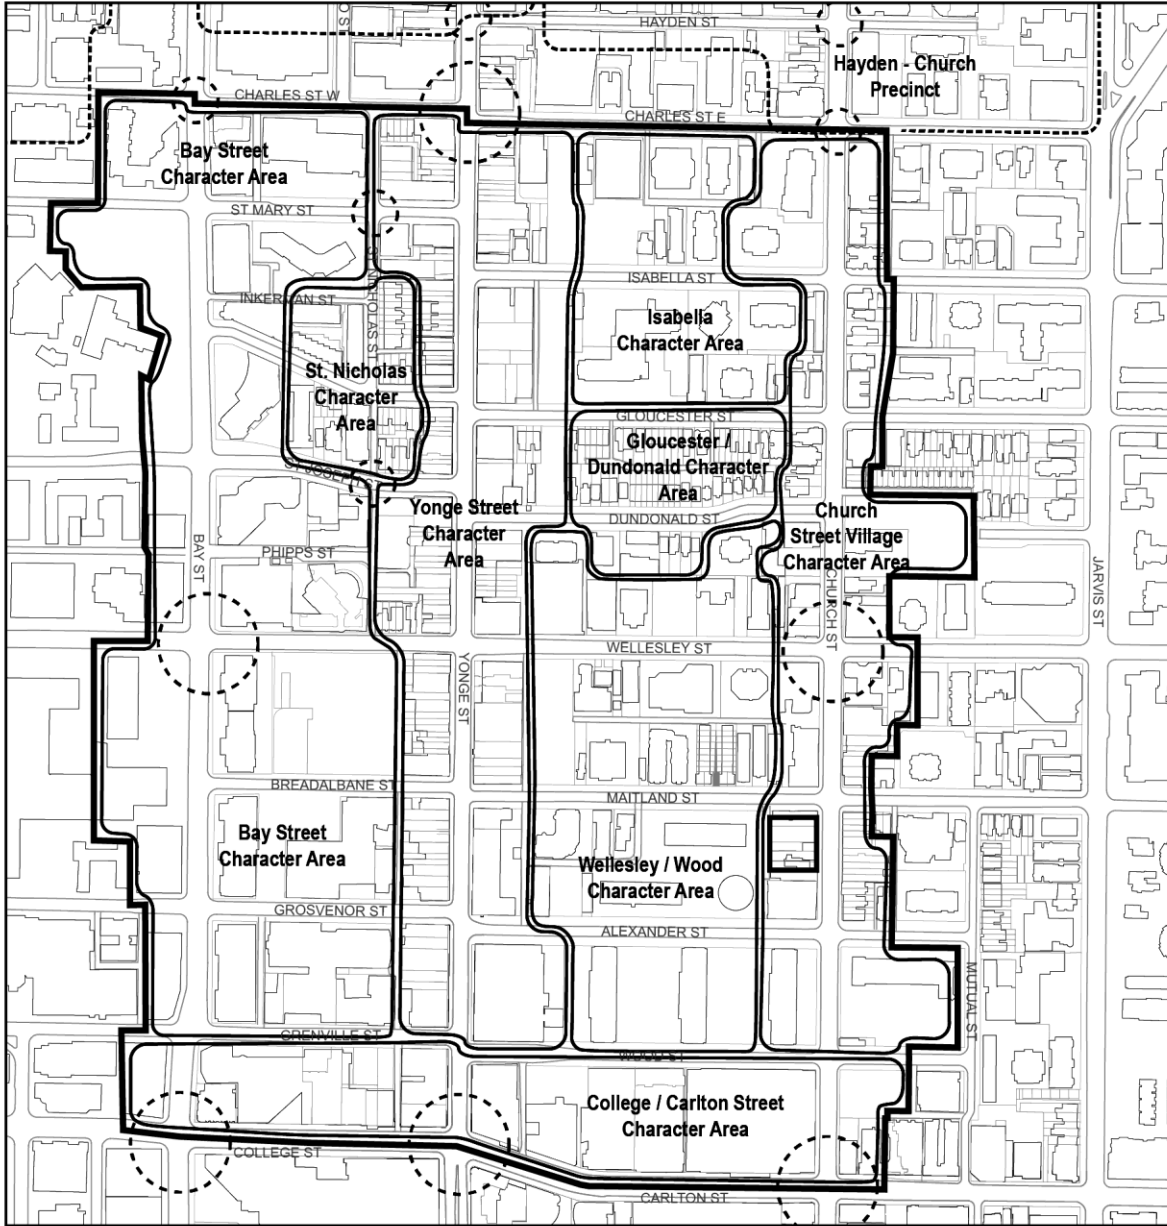 HAYDEN ST
Hayden - Church
Precinct
CHARLES ST W
CHARLES ST E
Bay Street
Character Area
ST MARY ST
ISABELLA ST
INKERMAN ST
ST NICHOLAS ST
Isabella
Character Area
St. Nicholas
Character
Area
GLOUCESTER ST
Gloucester /
Dundonald Character
Area
ST JOSEPH ST
Yonge Street
Character
Area
DUNDONALD ST
Church
Street Village
Character Area
BAY ST
PHIPPS ST
CHURCH ST
JARVIS ST
WELLESLEY ST
YONGE ST
BREADALBANE ST
MAITLAND ST
Bay Street
Character Area
Wellesley / Wood
Character Area
GROSVENOR ST
ALEXANDER ST
MUTUAL ST
GRENVILLE ST
WOOD ST
College / Carlton Street
Character Area
COLLEGE ST
CARLTON ST